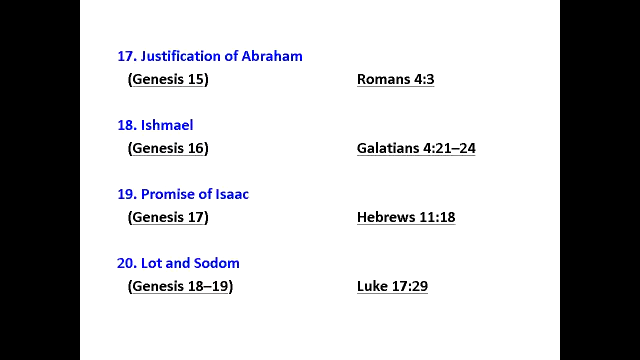 17. Justification of Abraham
(Genesis 15) Romans 4:3
18. Ishmael
(Genesis 16) Galatians 4:21–24
19. Promise of Isaac
(Genesis 17) Hebrews 11:18
20. Lot and Sodom
(Genesis 18–19) Luke 17:29